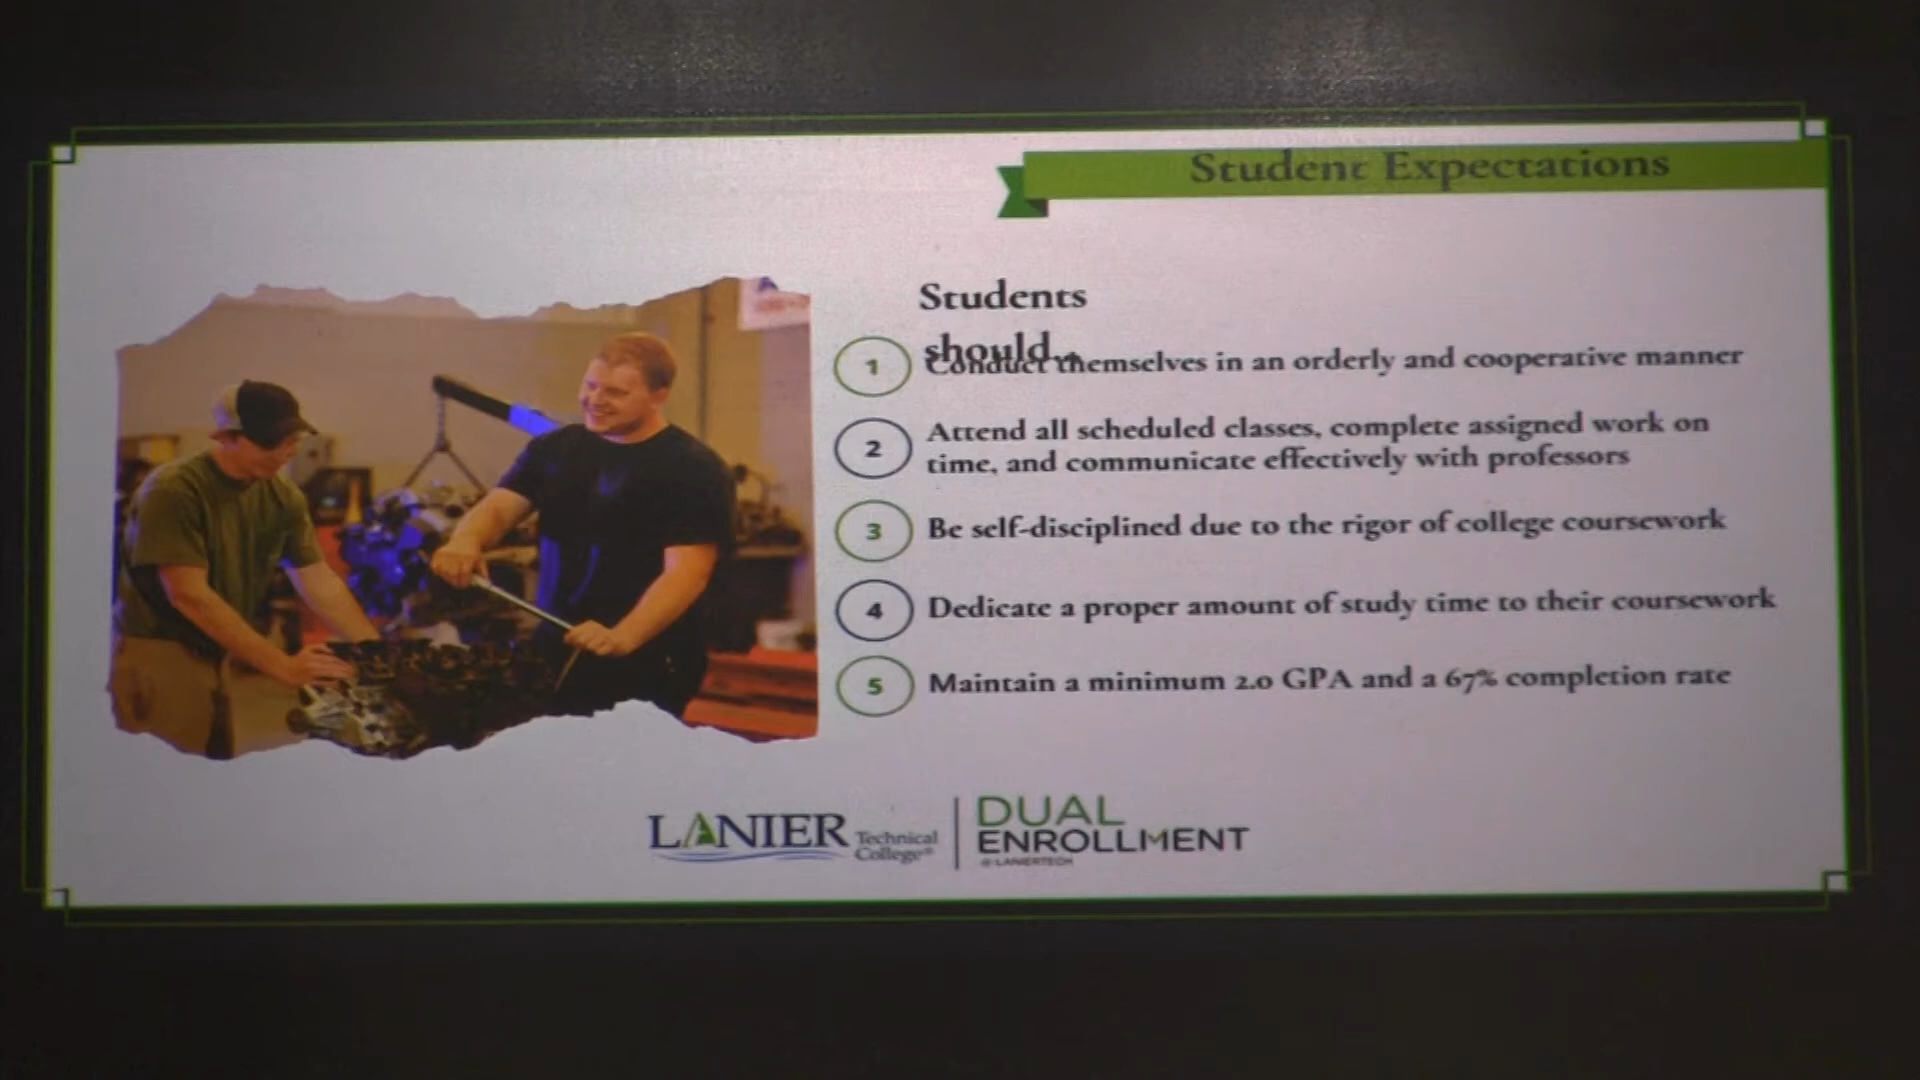 Student Expectations
Students
should...
1 Conduct themselves in an orderly and cooperative manner
2 Attend all scheduled classes, complete assigned work on
time, and communicate effectively with professors
3 Be self-disciplined due to the rigor of college coursework
4 Dedicate a proper amount of study time to their coursework
5 Maintain a minimum 2.0 GPA and a 67% completion rate
LANIER Technical
College®
DUAL
ENROLLMENT
@ LANIERTECH